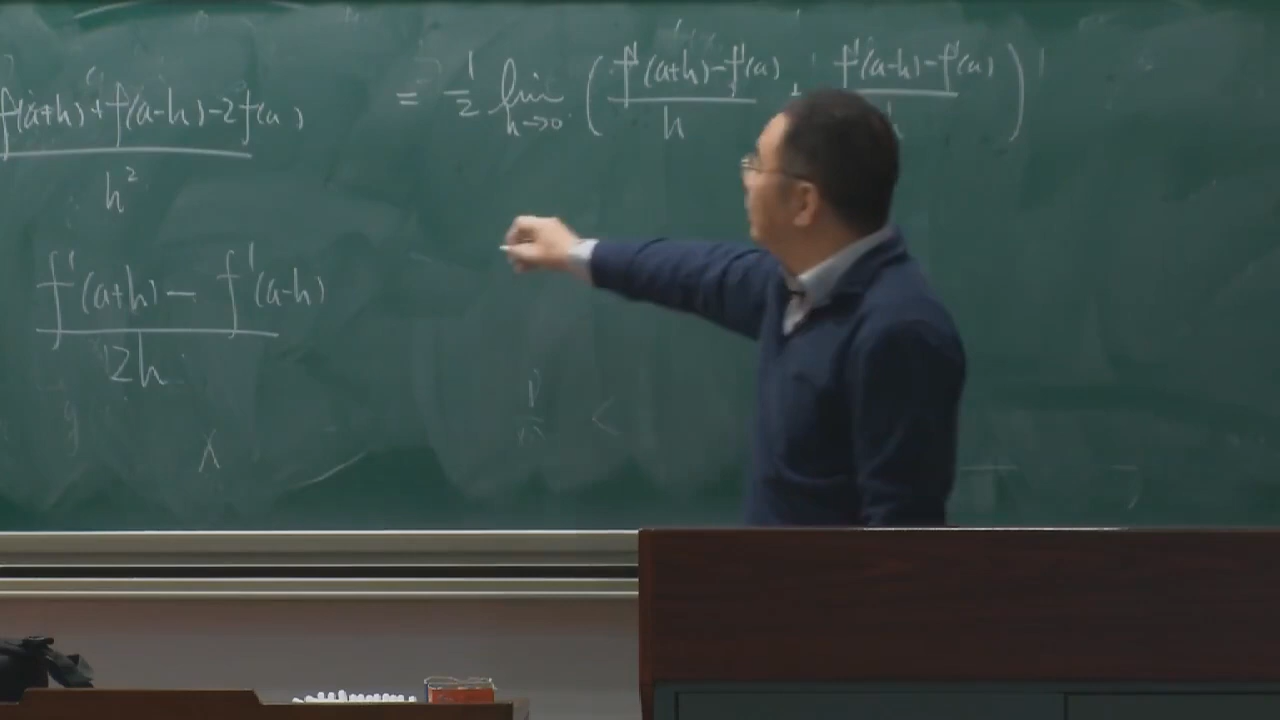 f(a+h)+f(a-h)-2f(a)
h²
f'(a+h) - f'(a-h)
2h
= 1/2 lim h→0 ( f'(a+h)-f'(a) / h + f'(a-h)-f'(a) / h )